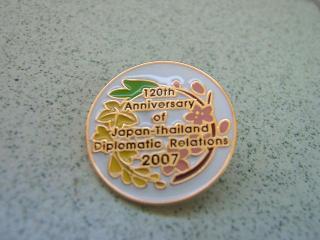 120th
Anniversary
of
Japan-Thailand
Diplomatic Relations
2007